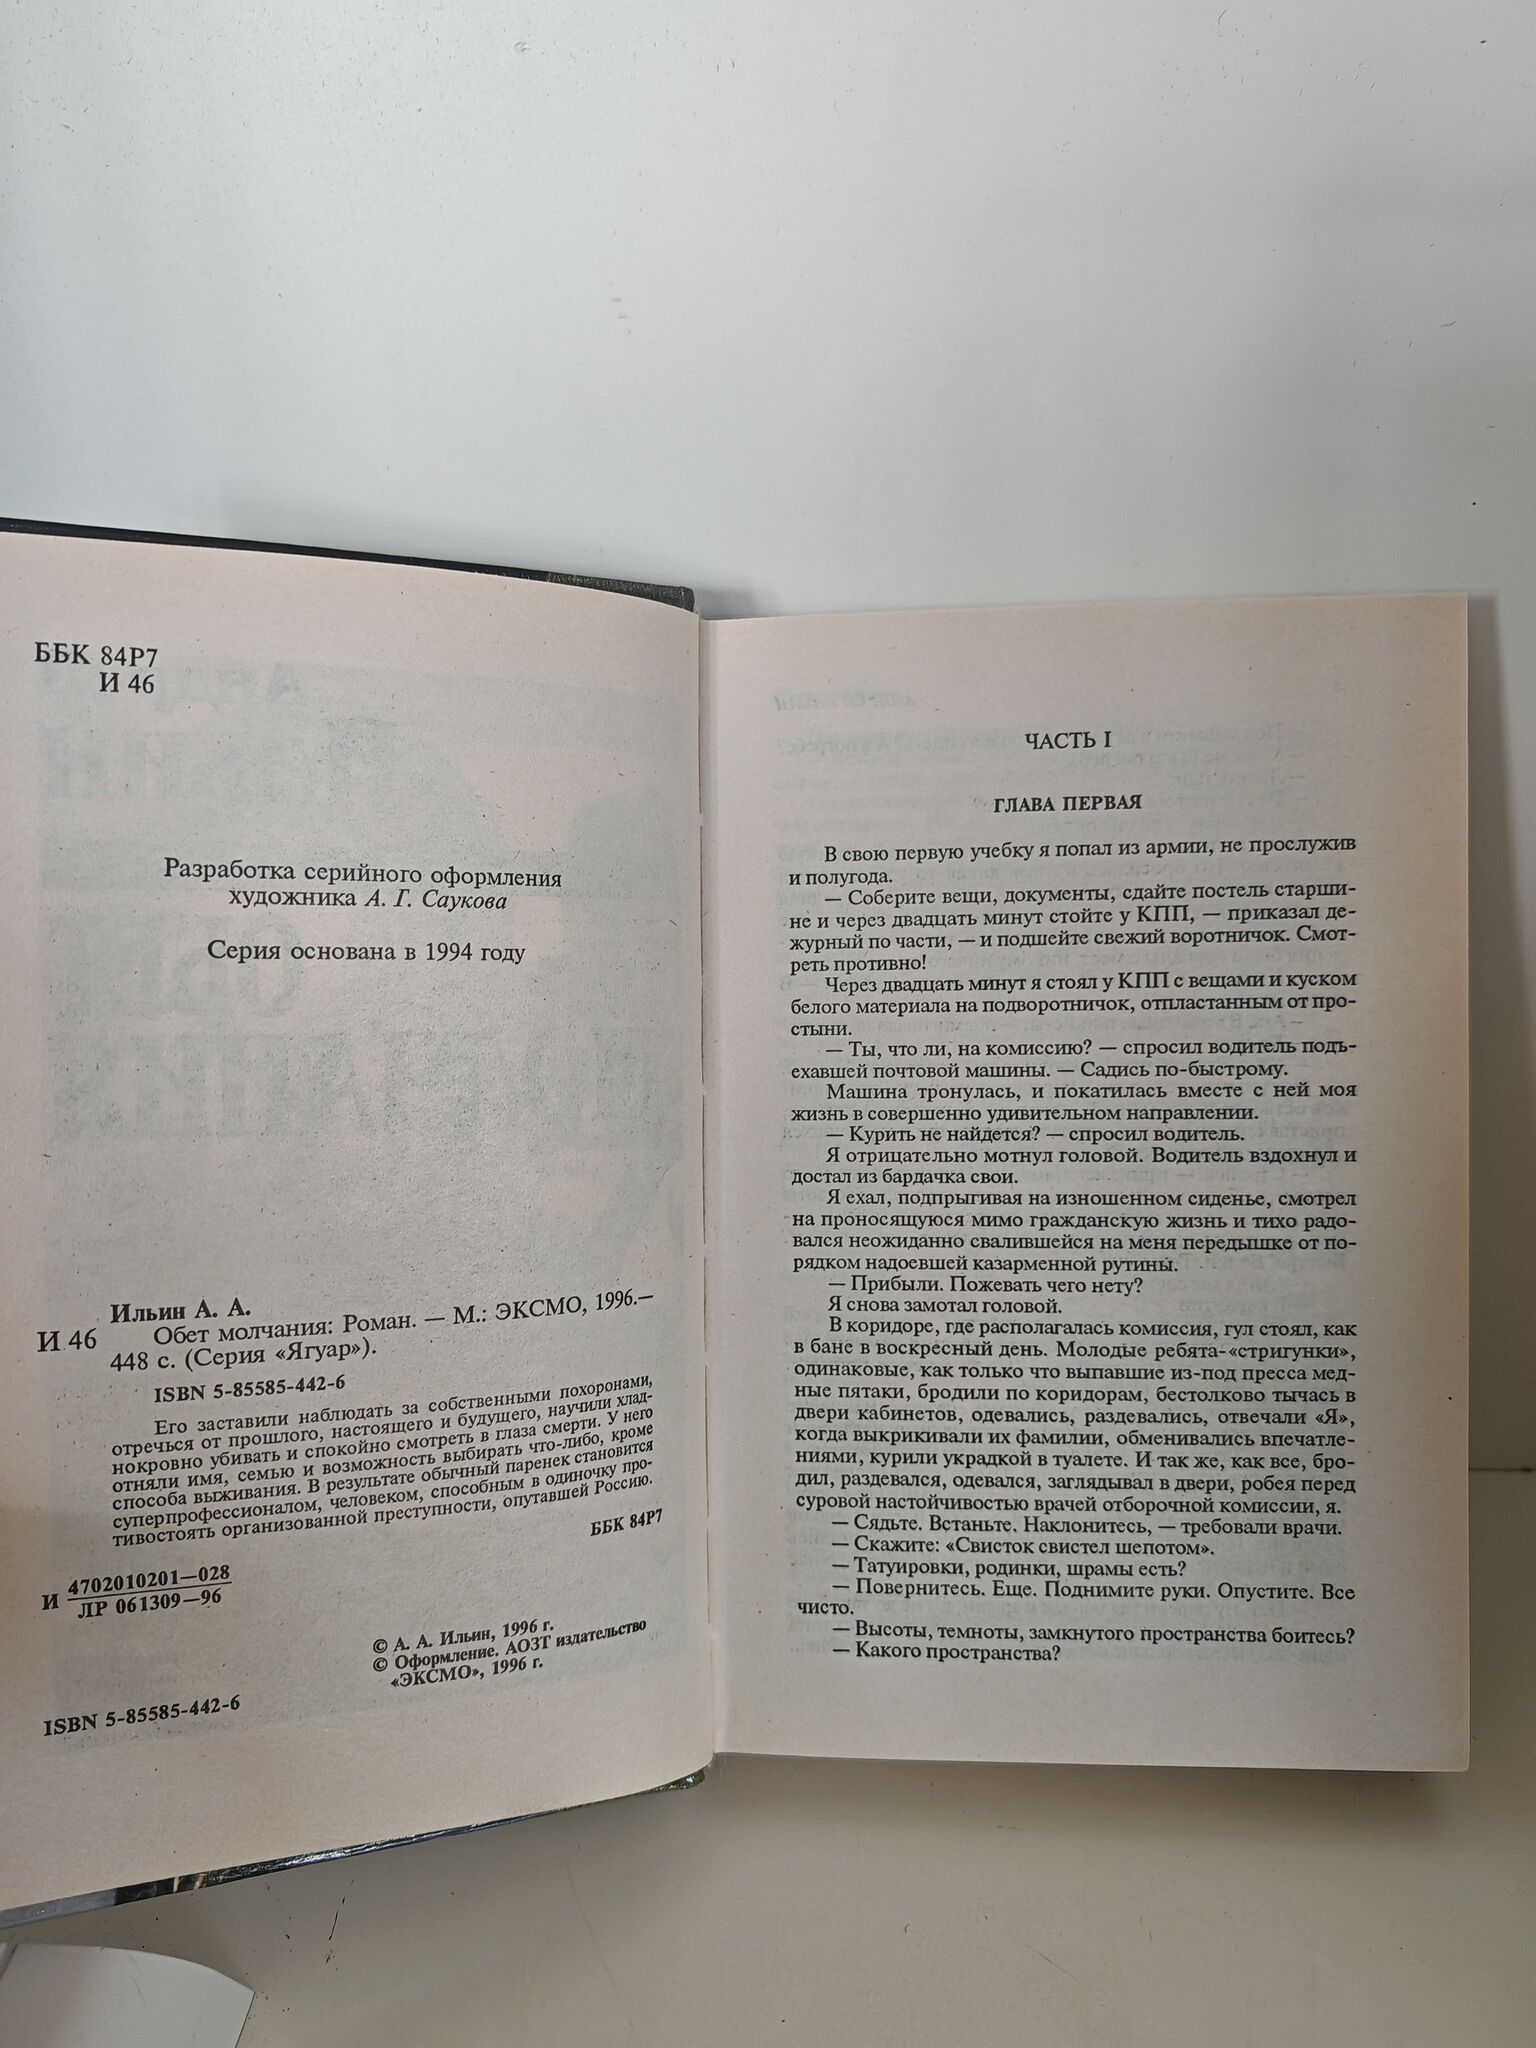 ББК 84Р7
И 46
Разработка серийного оформления
художника А. Г. Саукова
Серия основана в 1994 году
Ильин А. А.
И 46 Обет молчания: Роман. — М.: ЭКСМО, 1996.—
448 с. (Серия «Ягуар»).
ISBN 5-85585-442-6
Его заставили наблюдать за собственными похоронами,
отречься от прошлого, настоящего и будущего, научили хлад-
нокровно убивать и спокойно смотреть в глаза смерти. У него
отняли имя, семью и возможность выбирать что-либо, кроме
способа выживания. В результате обычный паренек становится
суперпрофессионалом, человеком, способным в одиночку про-
тивостоять организованной преступности, опутавшей Россию.
ББК 84Р7
И 4702010201—028
ЛР 061309—96
© А. А. Ильин, 1996 г.
© Оформление. АОЗТ издательство
«ЭКСМО», 1996 г.
ISBN 5-85585-442-6
ЧАСТЬ I
ГЛАВА ПЕРВАЯ
В свою первую учебку я попал из армии, не прослужив
и полугода.
— Соберите вещи, документы, сдайте постель старши-
не и через двадцать минут стойте у КПП, — приказал де-
журный по части, — и подшейте свежий воротничок. Смот-
реть противно!
Через двадцать минут я стоял у КПП с вещами и куском
белого материала на подворотничок, отпластанным от про-
стыни.
— Ты, что ли, на комиссию? — спросил водитель подъ-
ехавшей почтовой машины. — Садись по-быстрому.
Машина тронулась, и покатилась вместе с ней моя
жизнь в совершенно удивительном направлении.
— Курить не найдется? — спросил водитель.
Я отрицательно мотнул головой. Водитель вздохнул и
достал из бардачка свои.
Я ехал, подпрыгивая на изношенном сиденье, смотрел
на проносящуюся мимо гражданскую жизнь и тихо радо-
вался неожиданно свалившейся на меня передышке от по-
рядком надоевшей казарменной рутины.
— Прибыли. Пожевать чего нету?
Я снова замотал головой.
В коридоре, где располагалась комиссия, гул стоял, как
в бане в воскресный день. Молодые ребята-«стригунки»,
одинаковые, как только что выпавшие из-под пресса мед-
ные пятаки, бродили по коридорам, бестолково тычась в
двери кабинетов, одевались, раздевались, отвечали «Я»,
когда выкрикивали их фамилии, обменивались впечатле-
ниями, курили украдкой в туалете. И так же, как все, бро-
дил, раздевался, одевался, заглядывал в двери, робея перед
суровой настойчивостью врачей отборочной комиссии, я.
— Сядьте. Встаньте. Наклонитесь, — требовали врачи.
— Скажите: «Свисток свистел шепотом».
— Татуировки, родинки, шрамы есть?
— Повернитесь. Еще. Поднимите руки. Опустите. Все
чисто.
— Высоты, темноты, замкнутого пространства боитесь?
— Какого пространства?